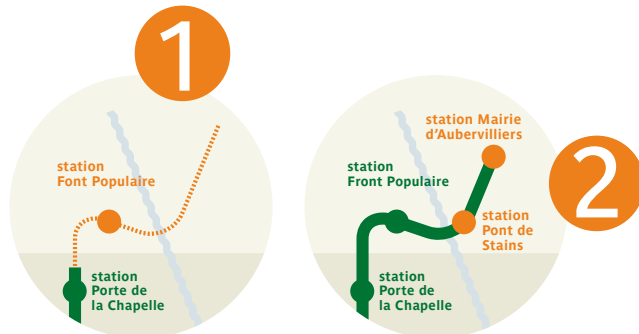 1
station
Font Populaire
station
Porte de
la Chapelle
2
station Mairie
d'Aubervilliers
station
Front Populaire
station
Pont de
Stains
station
Porte de
la Chapelle